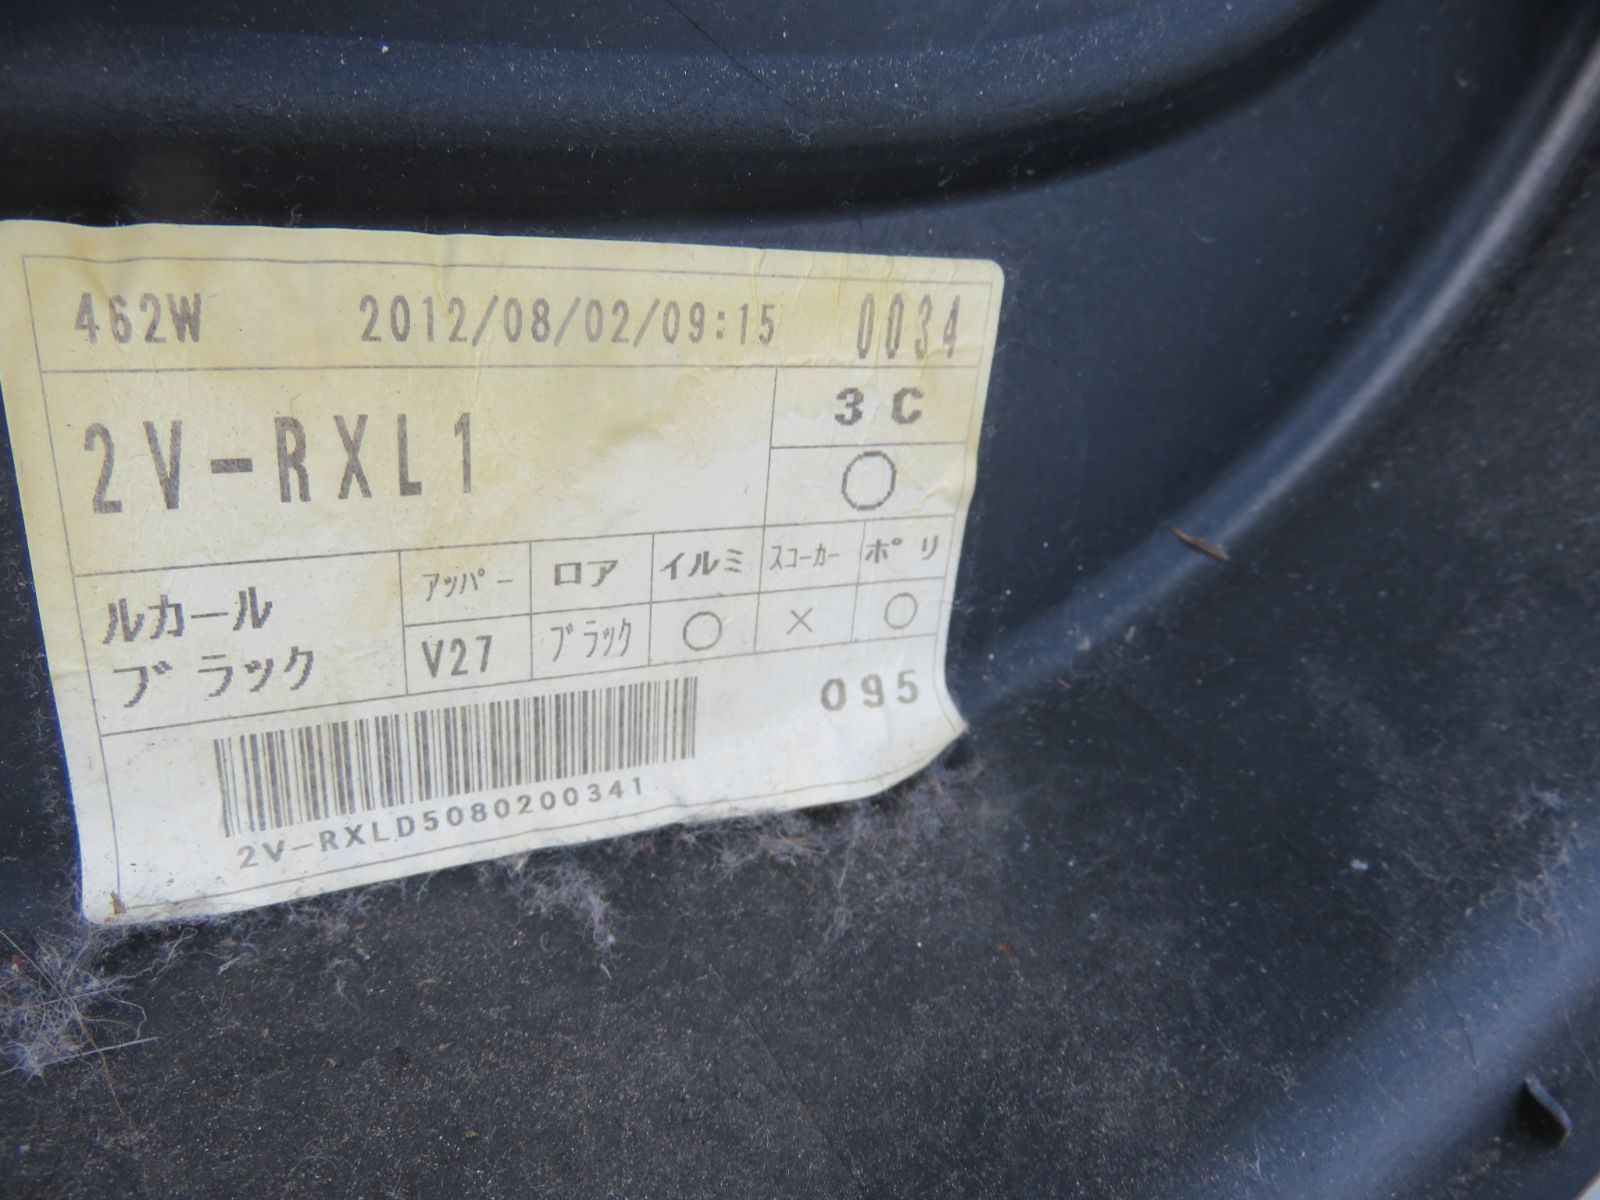 462W 2012/08/02/09:15 0034
2V-RXL1
3C
○
ルカール
ブラック
アッパー ロア イルミ スコーカー ポリ
V27 ブラック ○ × ○
095
2V-RXLD5080200341